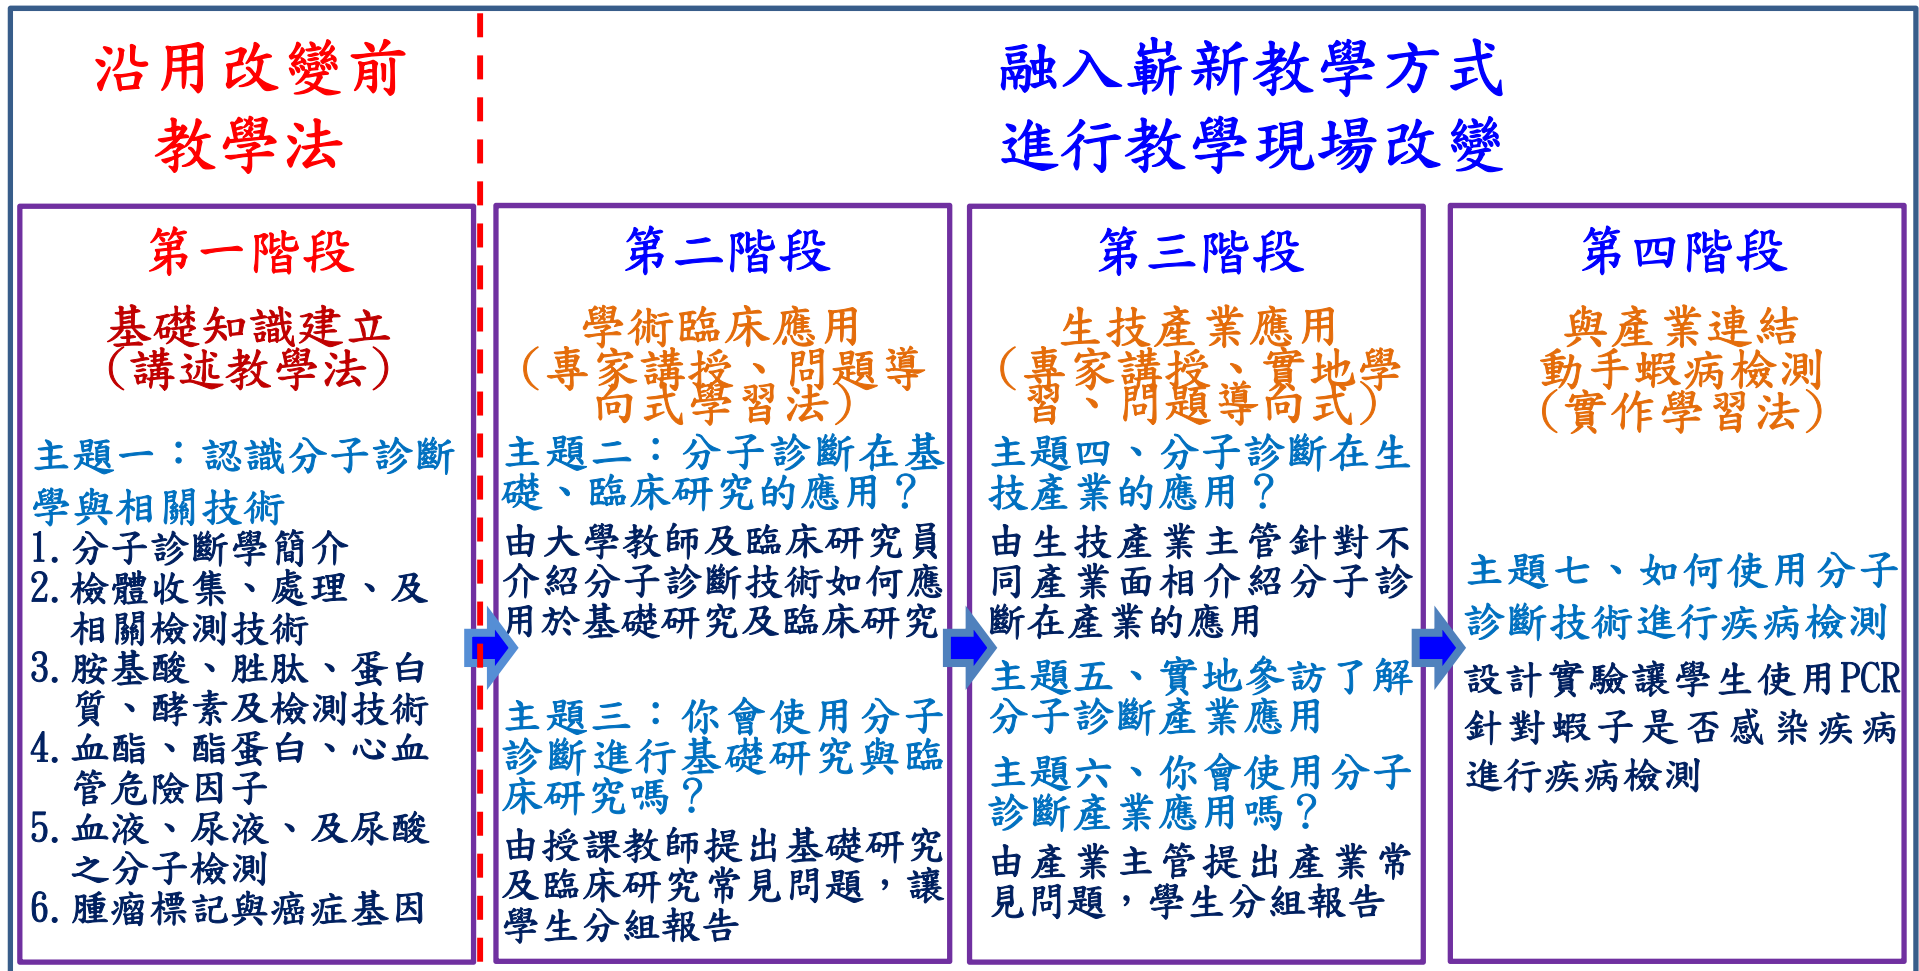 沿用改變前
教學法
融入嶄新教學方式
進行教學現場改變
第一階段
基礎知識建立
(講述教學法)
主題一：認識分子診斷
學與相關技術
1.分子診斷學簡介
2.檢體收集、處理、及
相關檢測技術
3.胺基酸、胜肽、蛋白
質、酵素及檢測技術
4.血酯、酯蛋白、心血
管危險因子
5.血液、尿液、及尿酸
之分子檢測
6.腫瘤標記與癌症基因
第二階段
學術臨床應用
(專家講授、問題導
向式學習法)
主題二：分子診斷在基
礎、臨床研究的應用？
由大學教師及臨床研究員
介紹分子診斷技術如何應
用於基礎研究及臨床研究
主題三：你會使用分子
診斷進行基礎研究與臨
床研究嗎？
由授課教師提出基礎研究
及臨床研究常見問題，讓
學生分組報告
第三階段
生技產業應用
(專家講授、實地學
習、問題導向式)
主題四、分子診斷在生
技產業的應用？
由生技產業主管針對不
同產業面相介紹分子診
斷在產業的應用
主題五、實地參訪了解
分子診斷產業應用
主題六、你會使用分子
診斷產業應用嗎？
由產業主管提出產業常
見問題，學生分組報告
第四階段
與產業連結
動手蝦病檢測
(實作學習法)
主題七、如何使用分子
診斷技術進行疾病檢測
設計實驗讓學生使用PCR
針對蝦子是否感染疾病
進行疾病檢測